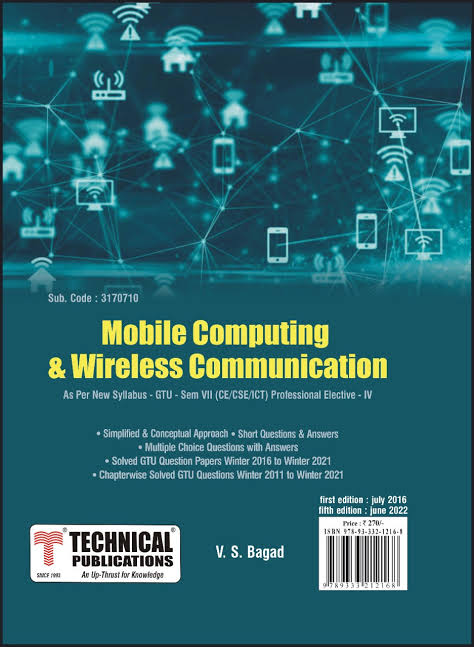 Sub. Code : 3170710
Mobile Computing
& Wireless Communication
As Per New Syllabus - GTU - Sem VII (CE/CSE/ICT) Professional Elective - IV
• Simplified & Conceptual Approach • Short Questions & Answers
• Multiple Choice Questions with Answers
• Solved GTU Question Papers Winter 2016 to Winter 2021
• Chapterwise Solved GTU Questions Winter 2011 to Winter 2021
first edition : july 2016
fifth edition : june 2022
Price : ₹ 270/-
ISBN 978-93-332-1216-8
9 789333 212168
T
®
TECHNICAL®
PUBLICATIONS
SINCE 1993 An Up-Thrust for Knowledge
V. S. Bagad